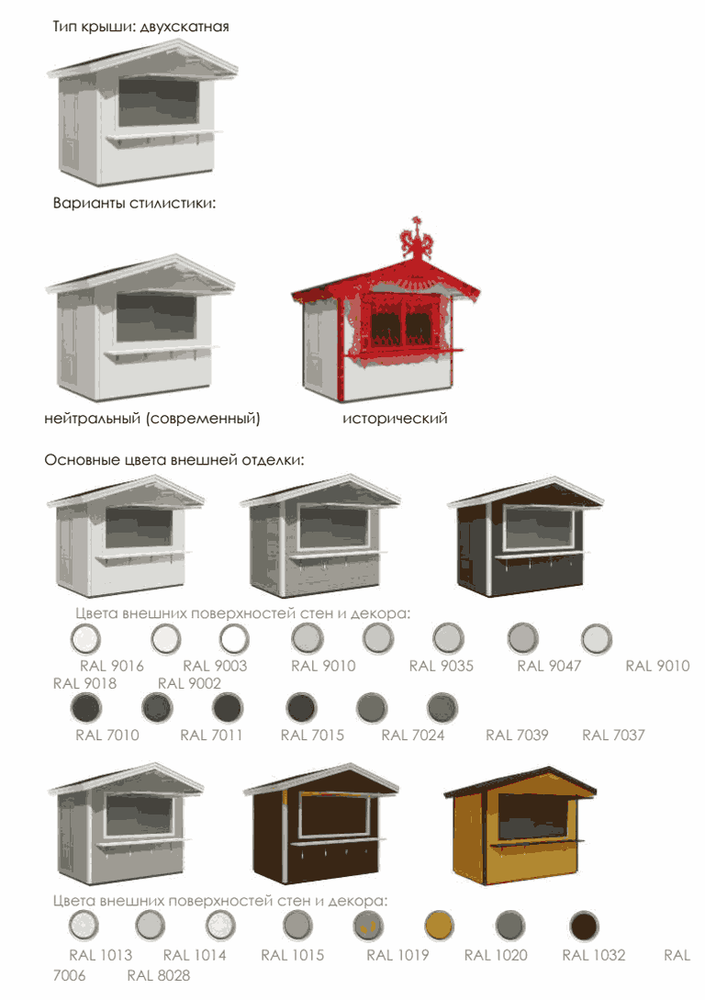 Тип крыши: двухскатная
Варианты стилистики:
нейтральный (современный) исторический
Основные цвета внешней отделки:
Цвета внешних поверхностей стен и декора:
RAL 9016 RAL 9003 RAL 9010 RAL 9035 RAL 9047 RAL 9010
RAL 9018 RAL 9002
RAL 7010 RAL 7011 RAL 7015 RAL 7024 RAL 7039 RAL 7037
Цвета внешних поверхностей стен и декора:
RAL 1013 RAL 1014 RAL 1015 RAL 1019 RAL 1020 RAL 1032 RAL
7006 RAL 8028